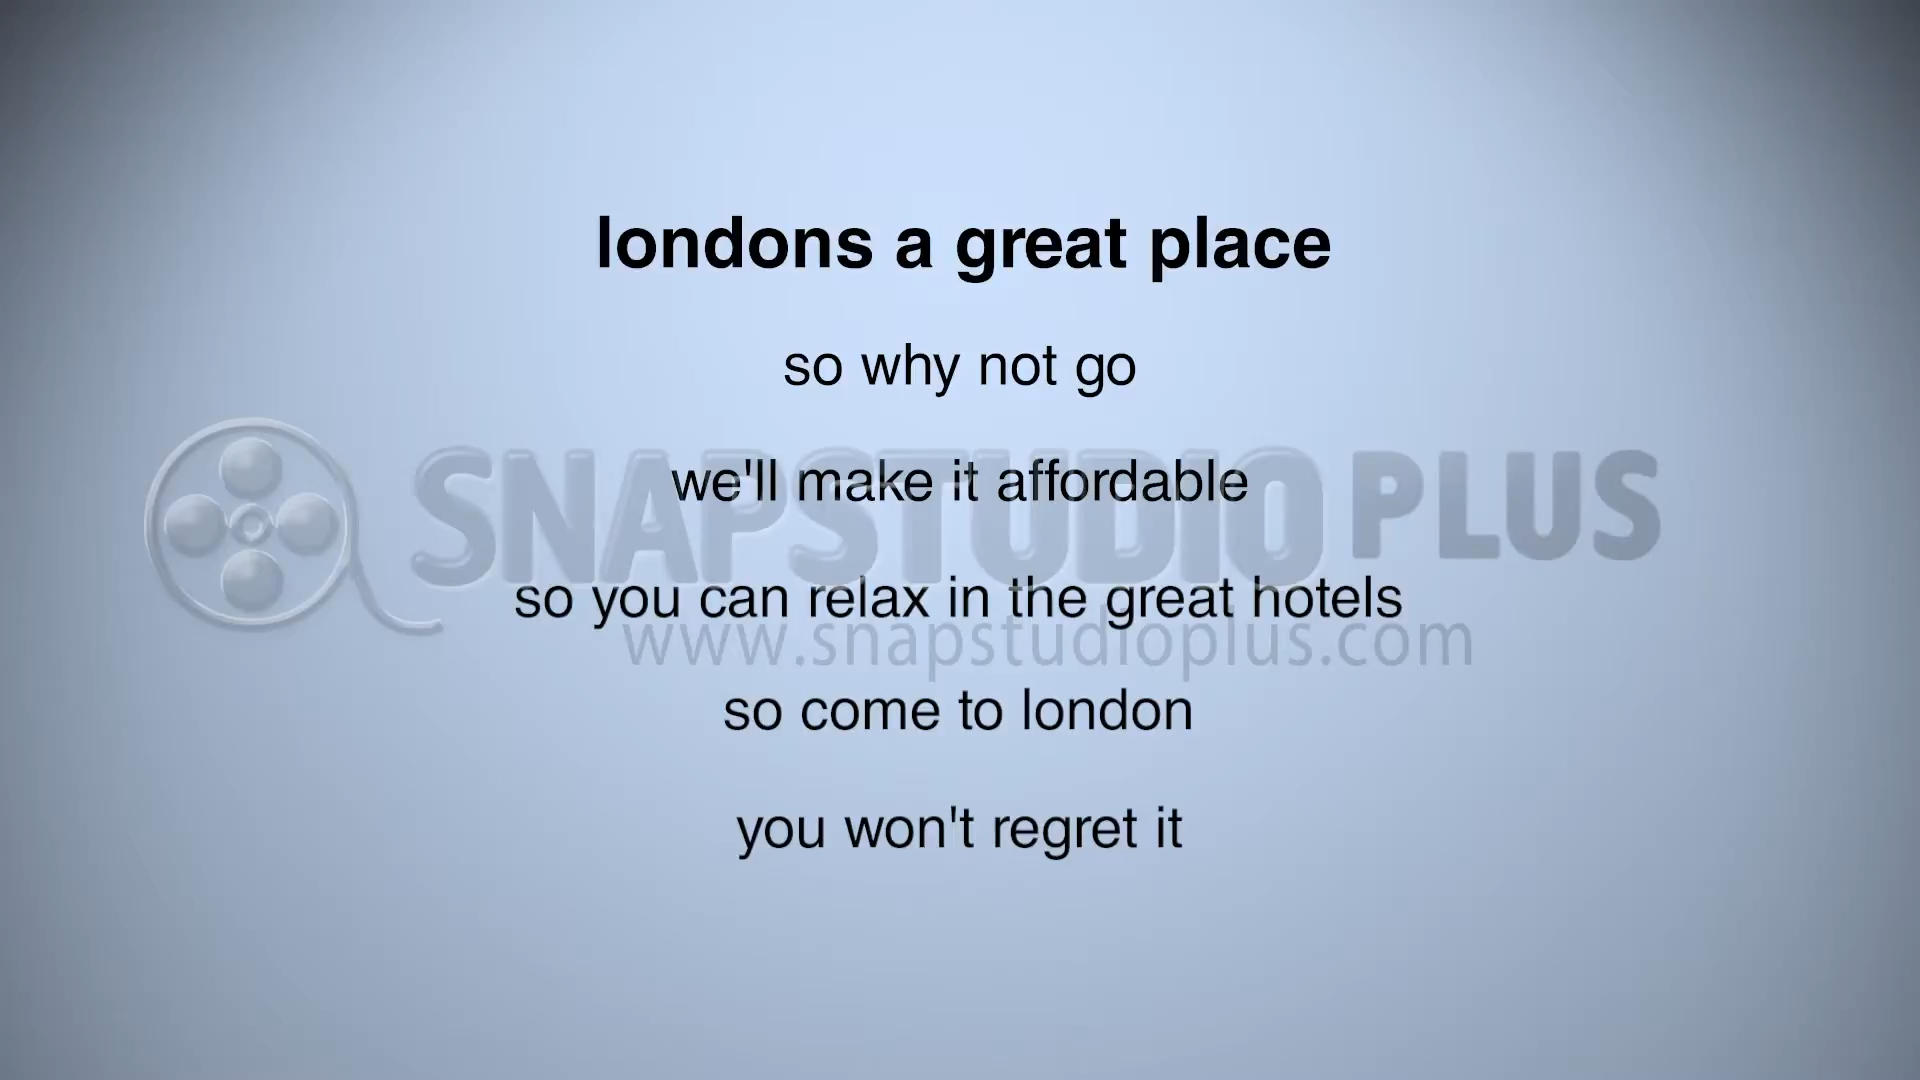 londons a great place
so why not go
we'll make it affordable
SNAPSTUDIO PLUS
so you can relax in the great hotels
www.snapstudioplus.com
so come to london
you won't regret it